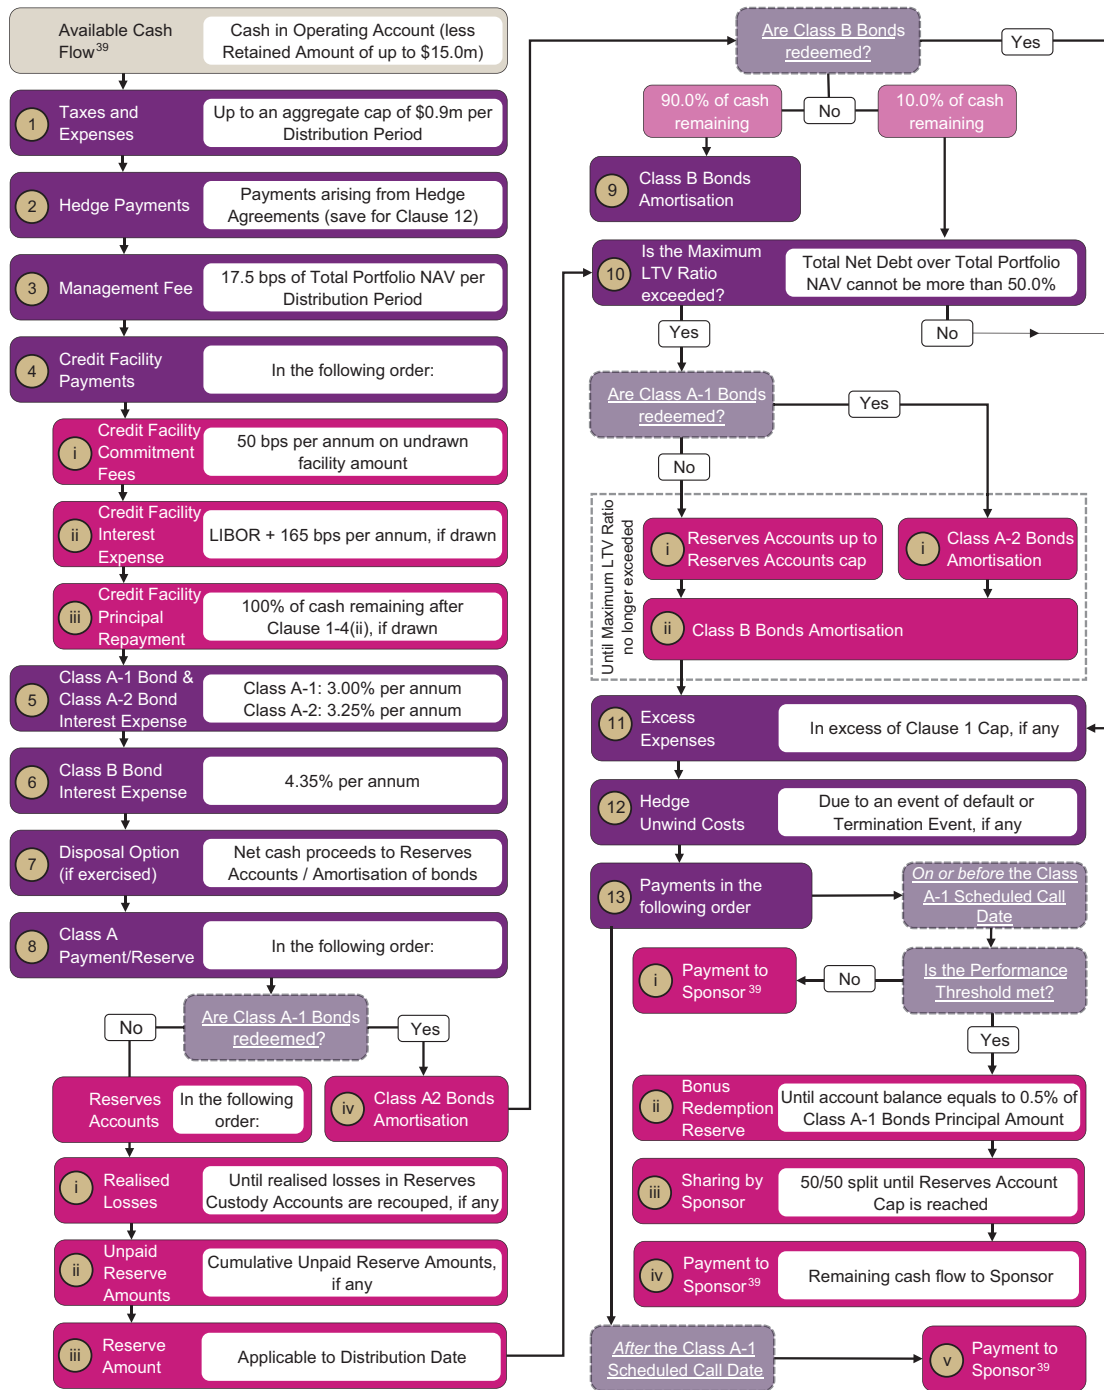 Available Cash
Flow39
Cash in Operating Account (less
Retained Amount of up to $15.0m)
1
Taxes and
Expenses
Up to an aggregate cap of $0.9m per
Distribution Period
2
Hedge Payments
Payments arising from Hedge
Agreements (save for Clause 12)
3
Management Fee
17.5 bps of Total Portfolio NAV per
Distribution Period
4
Credit Facility
Payments
In the following order:
i
Credit Facility
Commitment
Fees
50 bps per annum on undrawn
facility amount
ii
Credit Facility
Interest
Expense
LIBOR + 165 bps per annum, if drawn
iii
Credit Facility
Principal
Repayment
100% of cash remaining after
Clause 1-4(ii), if drawn
5
Class A-1 Bond &
Class A-2 Bond
Interest Expense
Class A-1: 3.00% per annum
Class A-2: 3.25% per annum
6
Class B Bond
Interest Expense
4.35% per annum
7
Disposal Option
(if exercised)
Net cash proceeds to Reserves
Accounts / Amortisation of bonds
8
Class A
Payment/Reserve
In the following order:
Are Class A-1 Bonds
redeemed?
No
Yes
Reserves
Accounts
In the following
order:
iv
Class A2 Bonds
Amortisation
i
Realised
Losses
Until realised losses in Reserves
Custody Accounts are recouped, if any
ii
Unpaid
Reserve
Amounts
Cumulative Unpaid Reserve Amounts,
if any
iii
Reserve
Amount
Applicable to Distribution Date
Are Class B Bonds
redeemed?
Yes
90.0% of cash
remaining
No
10.0% of cash
remaining
9
Class B Bonds
Amortisation
10
Is the Maximum
LTV Ratio
exceeded?
Total Net Debt over Total Portfolio
NAV cannot be more than 50.0%
Yes
No
Are Class A-1 Bonds
redeemed?
Yes
No
Until Maximum LTV Ratio
no longer exceeded
i
Reserves Accounts up to
Reserves Accounts cap
i
Class A-2 Bonds
Amortisation
ii
Class B Bonds Amortisation
11
Excess
Expenses
In excess of Clause 1 Cap, if any
12
Hedge
Unwind Costs
Due to an event of default or
Termination Event, if any
13
Payments in the
following order
On or before the Class
A-1 Scheduled Call
Date
i
Payment to
Sponsor39
No
Is the Performance
Threshold met?
Yes
ii
Bonus
Redemption
Reserve
Until account balance equals to 0.5% of
Class A-1 Bonds Principal Amount
iii
Sharing by
Sponsor
50/50 split until Reserves Account
Cap is reached
iv
Payment to
Sponsor39
Remaining cash flow to Sponsor
After the Class A-1
Scheduled Call Date
v
Payment to
Sponsor39